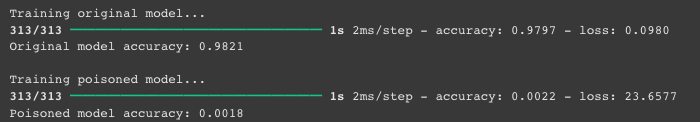 Training original model...
313/313 ━━━━━━━━━━━━━━━━━━━━ 1s 2ms/step - accuracy: 0.9797 - loss: 0.0980
Original model accuracy: 0.9821

Training poisoned model...
313/313 ━━━━━━━━━━━━━━━━━━━━ 1s 2ms/step - accuracy: 0.0022 - loss: 23.6577
Poisoned model accuracy: 0.0018